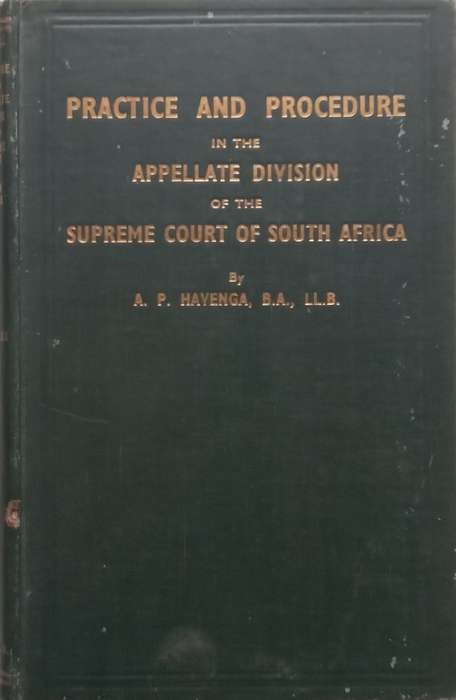 PRACTICE AND PROCEDURE
IN THE
APPELLATE DIVISION
OF THE
SUPREME COURT OF SOUTH AFRICA
By
A. P. HAVENGA, B.A., LL.B.